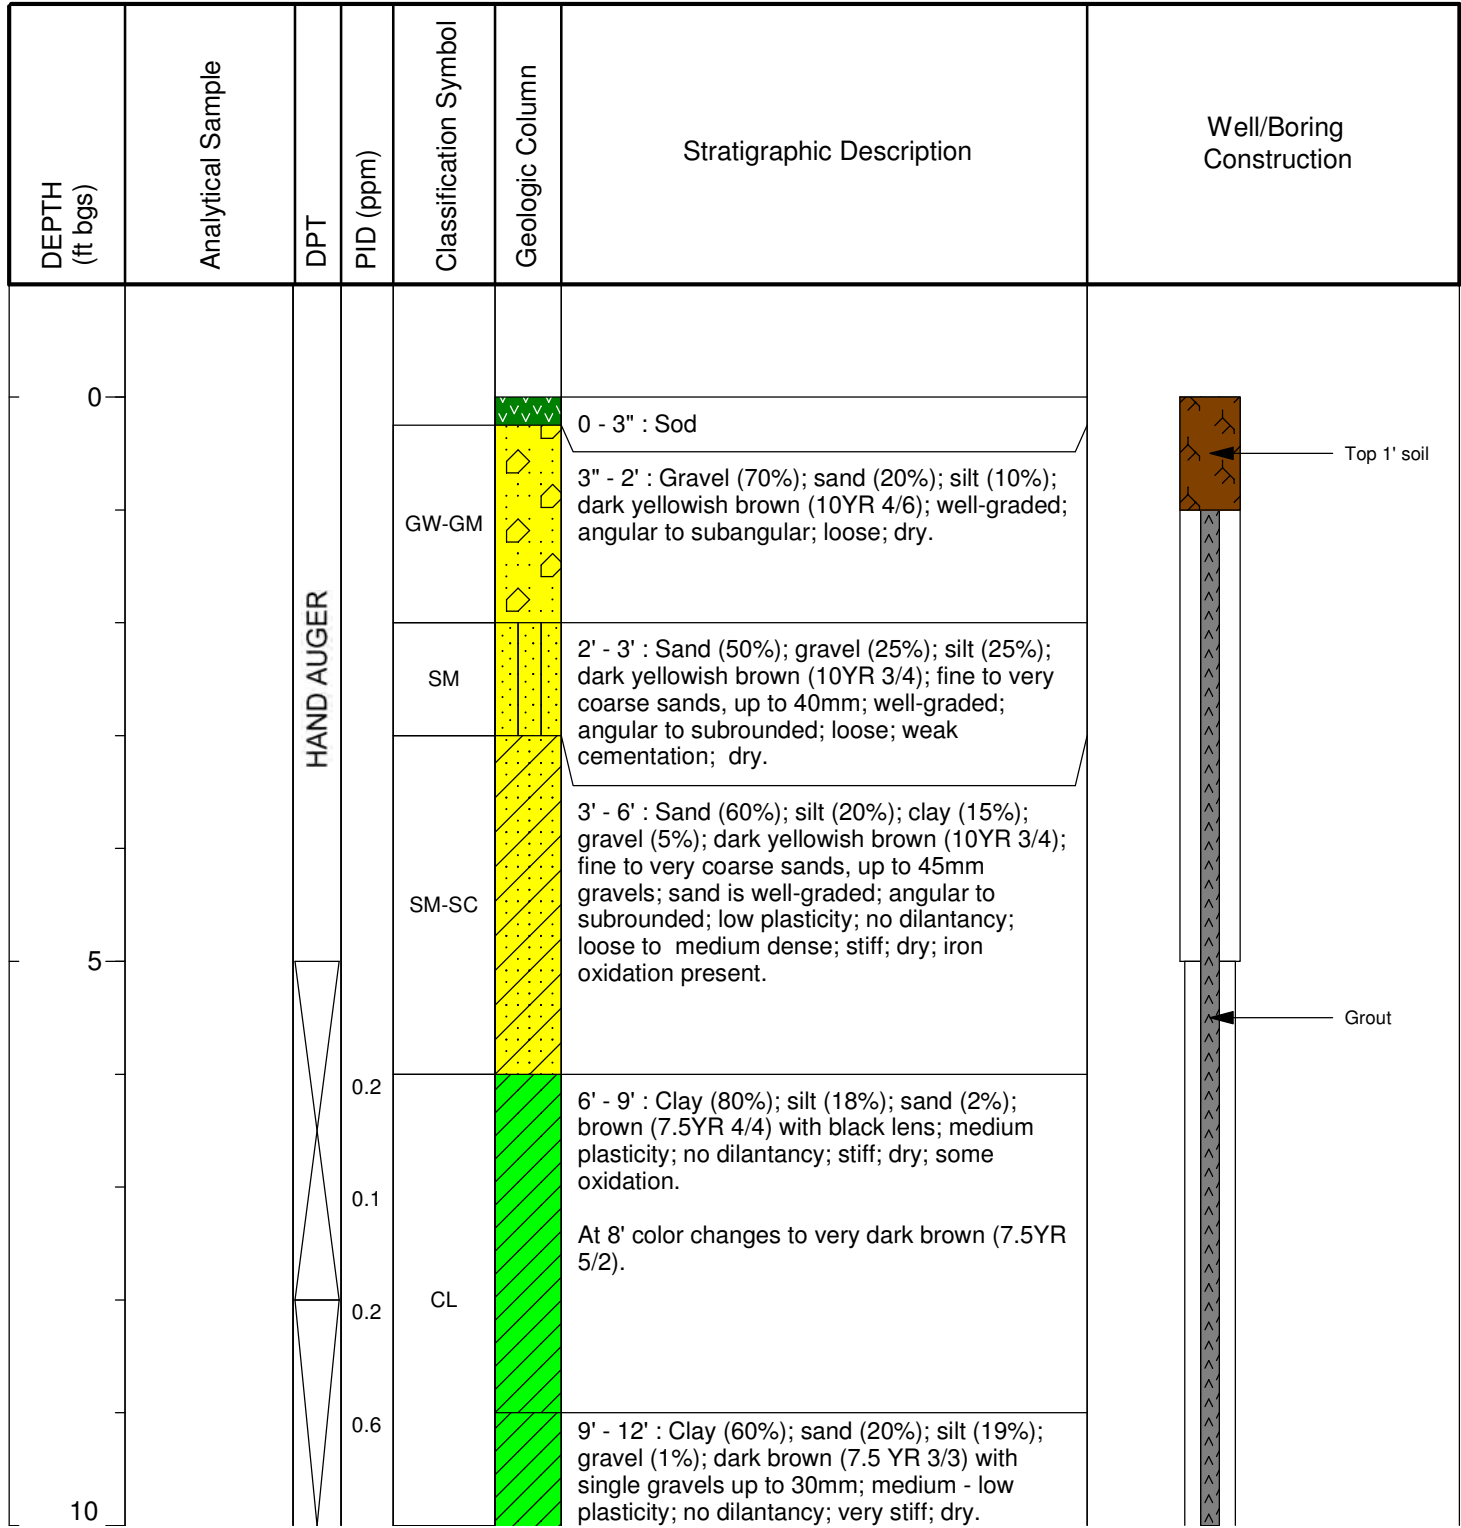 DEPTH
(ft bgs)
Analytical Sample
DPT
PID (ppm)
Classification Symbol
Geologic Column
Stratigraphic Description
Well/Boring
Construction
0
0 - 3" : Sod
Top 1' soil
GW-GM
3" - 2' : Gravel (70%); sand (20%); silt (10%);
dark yellowish brown (10YR 4/6); well-graded;
angular to subangular; loose; dry.
HAND AUGER
SM
2' - 3' : Sand (50%); gravel (25%); silt (25%);
dark yellowish brown (10YR 3/4); fine to very
coarse sands, up to 40mm; well-graded;
angular to subrounded; loose; weak
cementation;  dry.
SM-SC
3' - 6' : Sand (60%); silt (20%); clay (15%);
gravel (5%); dark yellowish brown (10YR 3/4);
fine to very coarse sands, up to 45mm
gravels; sand is well-graded; angular to
subrounded; low plasticity; no dilantancy;
loose to  medium dense; stiff; dry; iron
oxidation present.
5
Grout
0.2
0.1
0.2
0.6
CL
6' - 9' : Clay (80%); silt (18%); sand (2%);
brown (7.5YR 4/4) with black lens; medium
plasticity; no dilantancy; stiff; dry; some
oxidation.
At 8' color changes to very dark brown (7.5YR
5/2).
9' - 12' : Clay (60%); sand (20%); silt (19%);
gravel (1%); dark brown (7.5 YR 3/3) with
single gravels up to 30mm; medium - low
plasticity; no dilantancy; very stiff; dry.
10